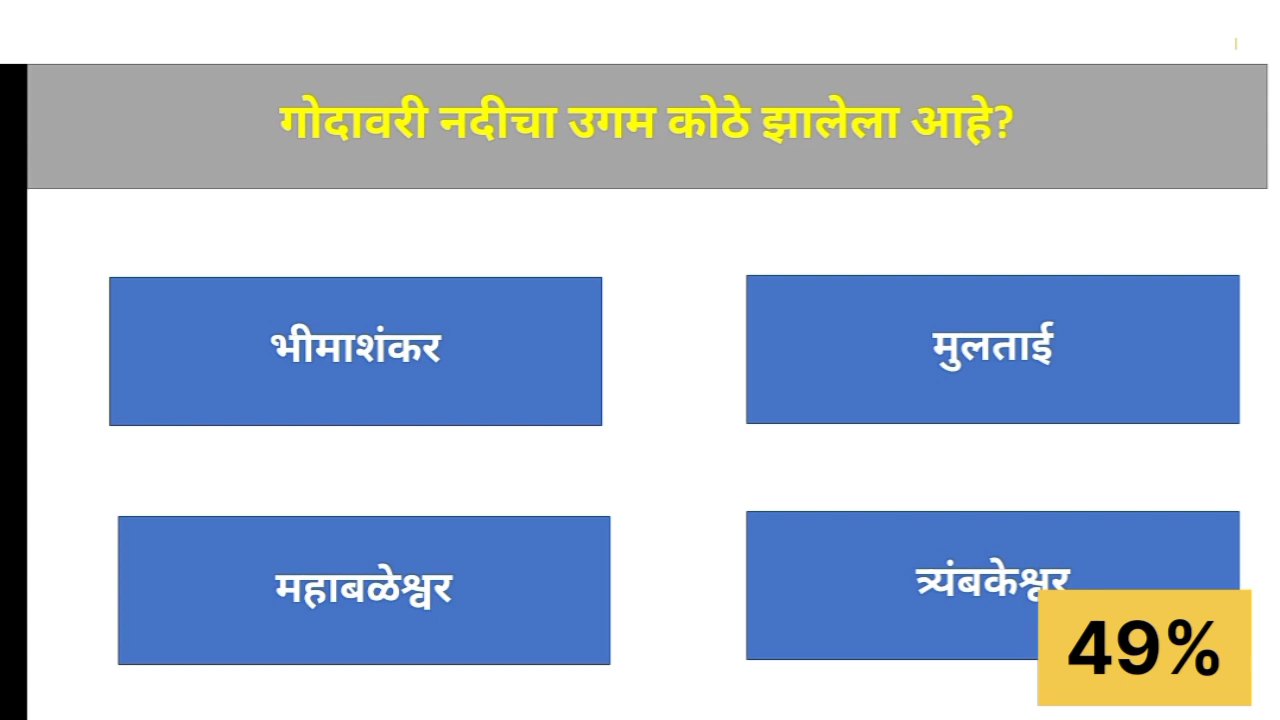 गोदावरी नदीचा उगम कोठे झालेला आहे?
भीमाशंकर
मुलताई
महाबळेश्वर
त्र्यंबकेश्वर
49%